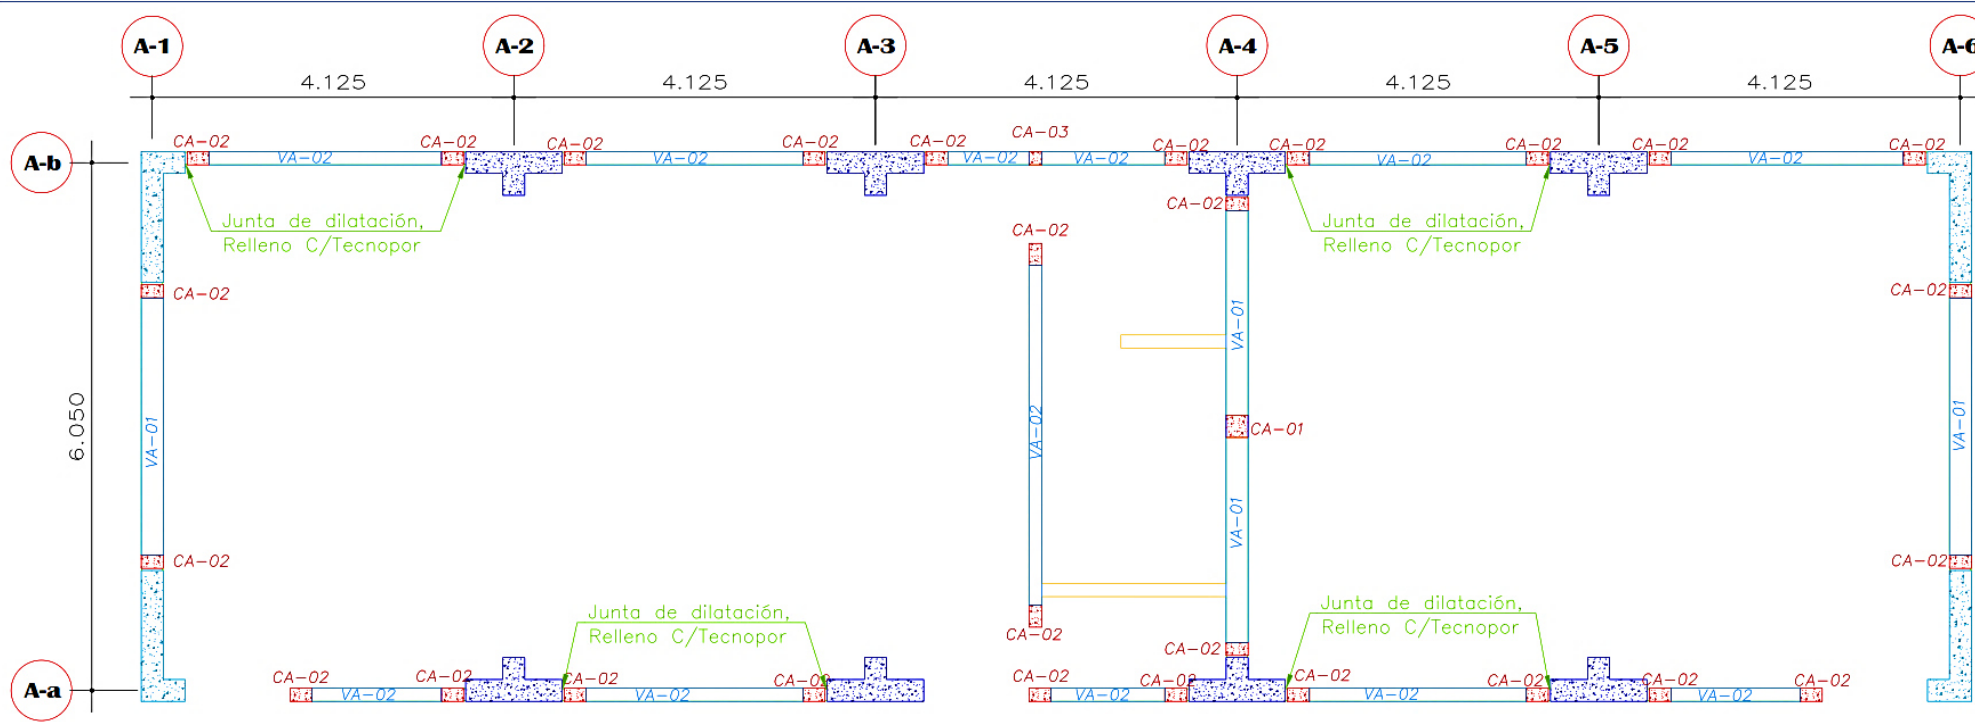 A-1 A-2 A-3 A-4 A-5 A-6
4.125 4.125 4.125 4.125 4.125
CA-03
CA-02 CA-02 CA-02 CA-02 CA-02 CA-02 CA-02 CA-02 CA-02 CA-02
A-b VA-02 VA-02 VA-02 VA-02 VA-02 VA-02
CA-02
Junta de dilatación, Junta de dilatación,
Relleno C/Tecnopor Relleno C/Tecnopor
CA-02
CA-02 CA-02
VA-01
6.050
VA-01 VA-02 CA-01 VA-01
VA-01
CA-02 CA-02
Junta de dilatación, Junta de dilatación,
Relleno C/Tecnopor Relleno C/Tecnopor
CA-02 CA-02
CA-02 CA-02 CA-02 CA-02 CA-02 CA-02 CA-02 CA-02 CA-02 CA-02
A-a VA-02 VA-02 VA-02 VA-02 VA-02